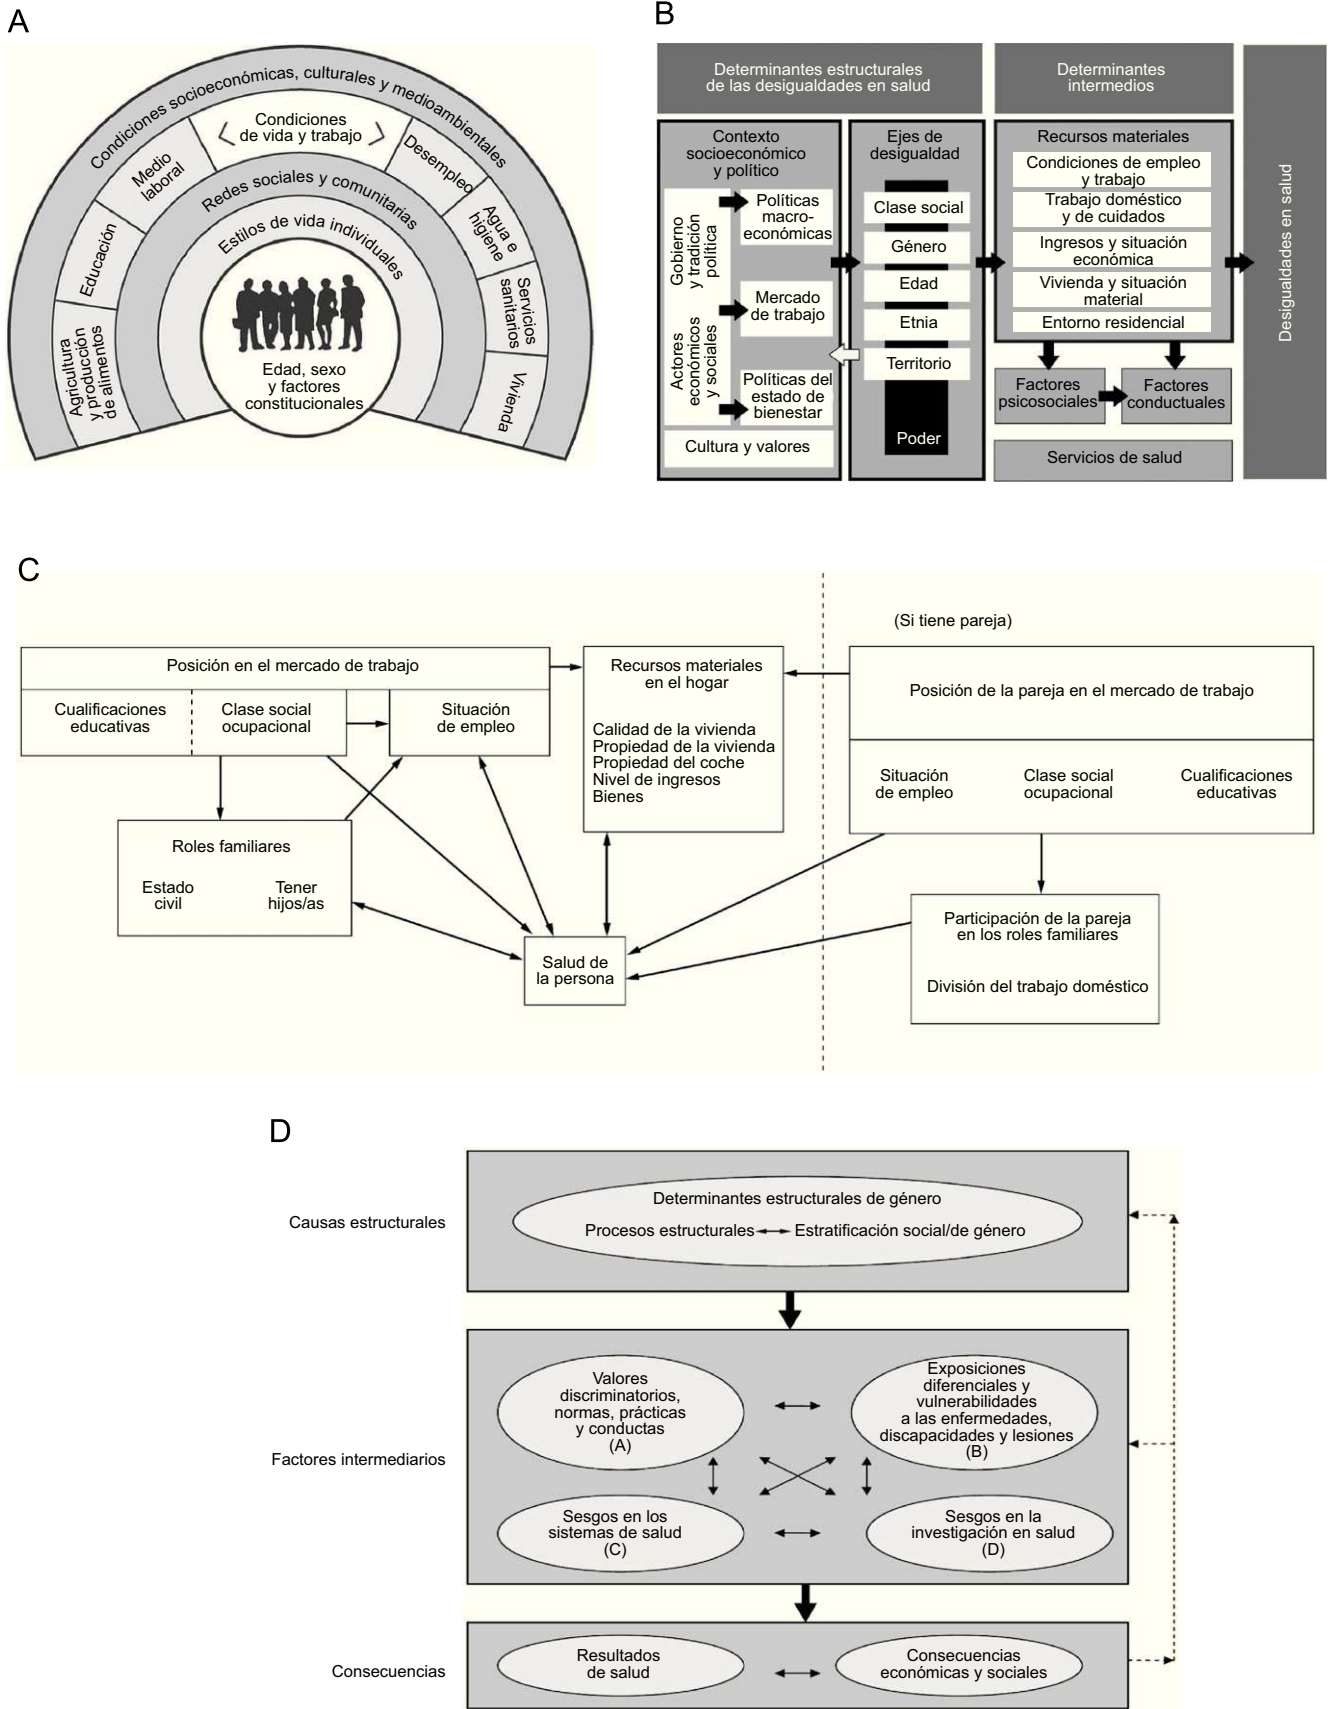 A
Condiciones socioeconómicas, culturales y medioambientales
Condiciones
de vida y trabajo
Medio
laboral
Desempleo
Educación
Agua e
higiene
Agricultura
y producción
de alimentos
Servicios
sanitarios
Vivienda
Redes sociales y comunitarias
Estilos de vida individuales
Edad, sexo
y factores
constitucionales
B
Determinantes estructurales
de las desigualdades en salud
Determinantes
intermedios
Contexto
socioeconómico
y político
Gobierno
y tradición
política
Actores
económicos
y sociales
Políticas
macro-
económicas
Mercado
de trabajo
Políticas del
estado de
bienestar
Cultura y valores
Ejes de
desigualdad
Clase social
Género
Edad
Etnia
Territorio
Poder
Recursos materiales
Condiciones de empleo
y trabajo
Trabajo doméstico
y de cuidados
Ingresos y situación
económica
Vivienda y situación
material
Entorno residencial
Factores
psicosociales
Factores
conductuales
Servicios de salud
Desigualdades en salud
C
(Si tiene pareja)
Posición en el mercado de trabajo
Cualificaciones
educativas
Clase social
ocupacional
Situación
de empleo
Recursos materiales
en el hogar
Calidad de la vivienda
Propiedad de la vivienda
Propiedad del coche
Nivel de ingresos
Bienes
Posición de la pareja en el mercado de trabajo
Situación
de empleo
Clase social
ocupacional
Cualificaciones
educativas
Roles familiares
Estado
civil
Tener
hijos/as
Salud de
la persona
Participación de la pareja
en los roles familiares
División del trabajo doméstico
D
Causas estructurales
Determinantes estructurales de género
Procesos estructurales
Estratificación social/de género
Factores intermediarios
Valores
discriminatorios,
normas, prácticas
y conductas
(A)
Exposiciones
diferenciales y
vulnerabilidades
a las enfermedades,
discapacidades y lesiones
(B)
Sesgos en los
sistemas de salud
(C)
Sesgos en la
investigación en salud
(D)
Consecuencias
Resultados
de salud
Consecuencias
económicas y sociales